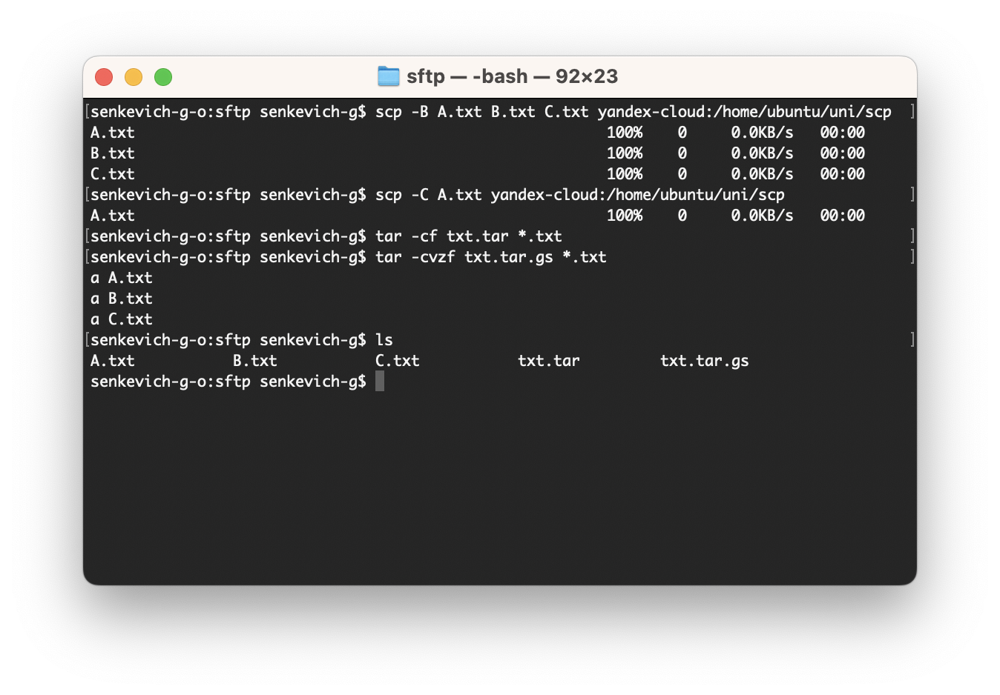 sftp — -bash — 92×23
[senkevich-g-o:sftp senkevich-g$ scp -B A.txt B.txt C.txt yandex-cloud:/home/ubuntu/uni/scp ]
A.txt 100% 0 0.0KB/s 00:00
B.txt 100% 0 0.0KB/s 00:00
C.txt 100% 0 0.0KB/s 00:00
[senkevich-g-o:sftp senkevich-g$ scp -C A.txt yandex-cloud:/home/ubuntu/uni/scp ]
A.txt 100% 0 0.0KB/s 00:00
[senkevich-g-o:sftp senkevich-g$ tar -cf txt.tar *.txt ]
[senkevich-g-o:sftp senkevich-g$ tar -cvzf txt.tar.gs *.txt ]
a A.txt
a B.txt
a C.txt
[senkevich-g-o:sftp senkevich-g$ ls ]
A.txt B.txt C.txt txt.tar txt.tar.gs
senkevich-g-o:sftp senkevich-g$